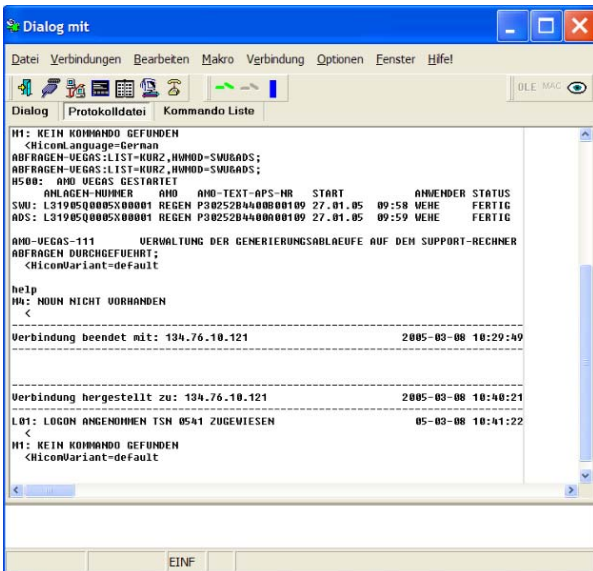 Dialog mit
Datei Verbindungen Bearbeiten Makro Verbindung Optionen Fenster Hilfe!
OLE MAC
Dialog Protokolldatei Kommando Liste
M1: KEIN KOMMANDO GEFUNDEN
<HicomLanguage=German
ABFRAGEN-VEGAS:LIST=KURZ,HWMOD=SWU&ADS;
ABFRAGEN-VEGAS:LIST=KURZ,HWMOD=SWU&ADS;
H500: AMO VEGAS GESTARTET
ANLAGEN-NUMMER AMO AMO-TEXT-APS-NR START ANWENDER STATUS
SWU: L31905Q0005X00001 REGEN P30252B4400B00109 27.01.05 09:58 WEHE FERTIG
ADS: L31905Q0005X00001 REGEN P30252B4400A00109 27.01.05 09:59 WEHE FERTIG
AMO-VEGAS-111 VERWALTUNG DER GENERIERUNGSABLAEUFE AUF DEM SUPPORT-RECHNER
ABFRAGEN DURCHGEFUEHRT;
<HicomVariant=default
help
M4: NOUN NICHT VORHANDEN
<
Verbindung beendet mit: 134.76.10.121 2005-03-08 10:29:49
Verbindung hergestellt zu: 134.76.10.121 2005-03-08 10:40:21
L01: LOGON ANGENOMMEN TSN 0541 ZUGEWIESEN 05-03-08 10:41:22
<
M1: KEIN KOMMANDO GEFUNDEN
<HicomVariant=default
EINF